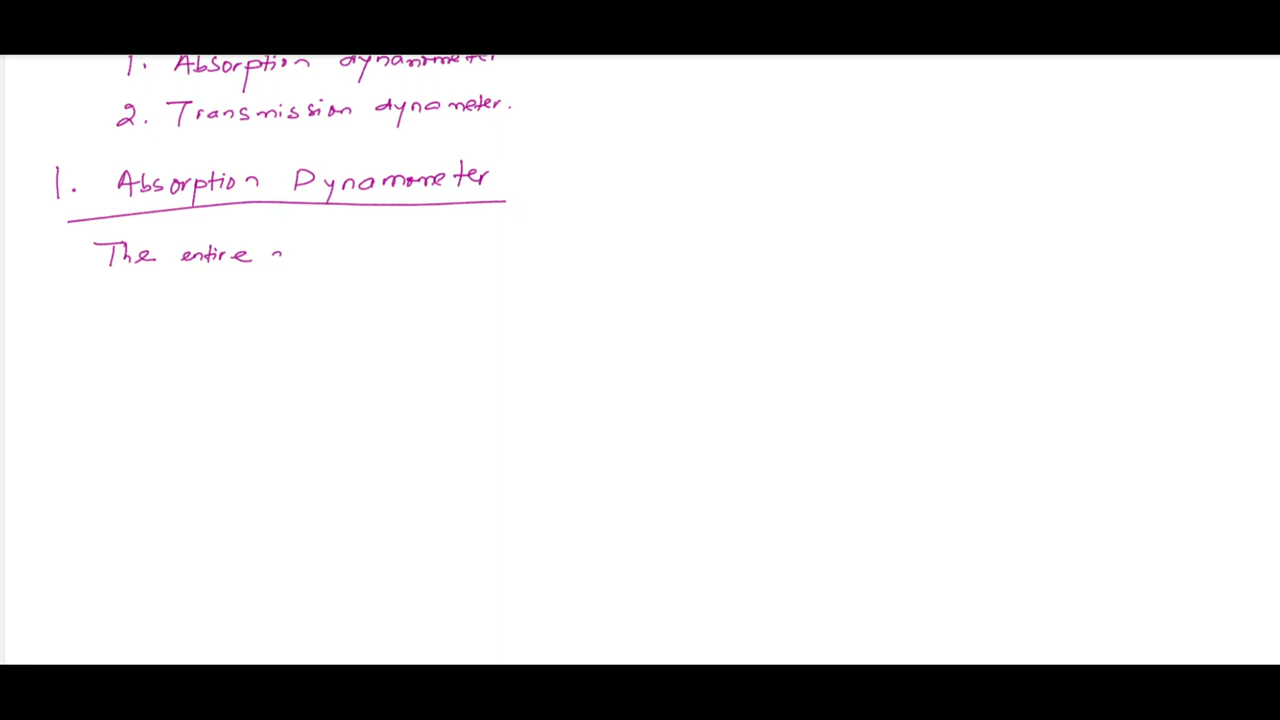 1. Absorption dynamometer
2. Transmission dynameter.
1. Absorption Dynamometer
The entire